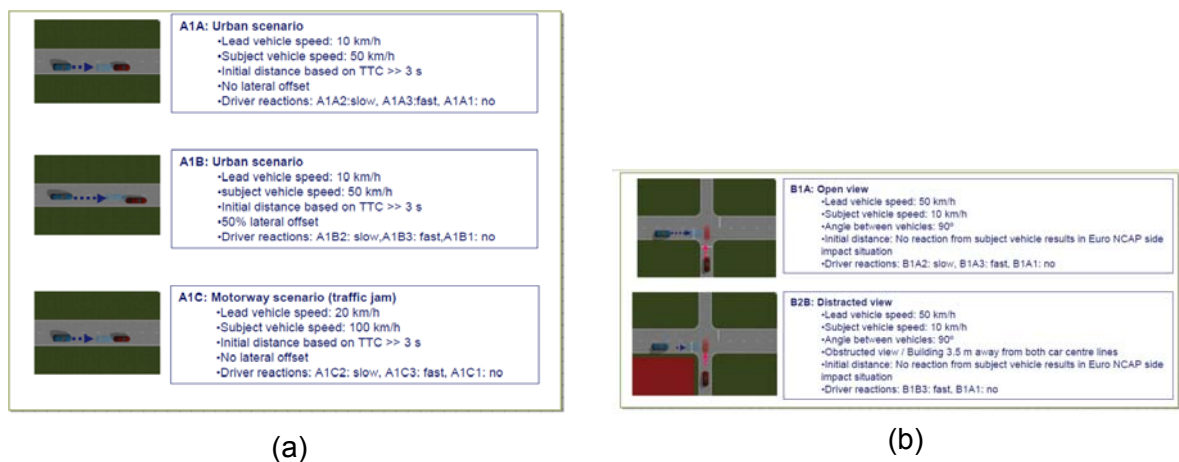 A1A: Urban scenario
•Lead vehicle speed: 10 km/h
•Subject vehicle speed: 50 km/h
•Initial distance based on TTC >> 3 s
•No lateral offset
•Driver reactions: A1A2:slow, A1A3:fast, A1A1: no
A1B: Urban scenario
•Lead vehicle speed: 10 km/h
•subject vehicle speed: 50 km/h
•Initial distance based on TTC >> 3 s
•50% lateral offset
•Driver reactions: A1B2: slow,A1B3: fast,A1B1: no
A1C: Motorway scenario (traffic jam)
•Lead vehicle speed: 20 km/h
•Subject vehicle speed: 100 km/h
•Initial distance based on TTC >> 3 s
•No lateral offset
•Driver reactions: A1C2: slow, A1C3: fast, A1C1: no
(a)
B1A: Open view
•Lead vehicle speed: 50 km/h
•Subject vehicle speed: 10 km/h
•Angle between vehicles: 90º
•Initial distance: No reaction from subject vehicle results in Euro NCAP side
impact situation
•Driver reactions: B1A2: slow, B1A3: fast, B1A1: no
B2B: Distracted view
•Lead vehicle speed: 50 km/h
•Subject vehicle speed: 10 km/h
•Angle between vehicles: 90º
•Obstructed view / Building 3.5 m away from both car centre lines
•Initial distance: No reaction from subject vehicle results in Euro NCAP side
impact situation
•Driver reactions: B1B3: fast, B1A1: no
(b)